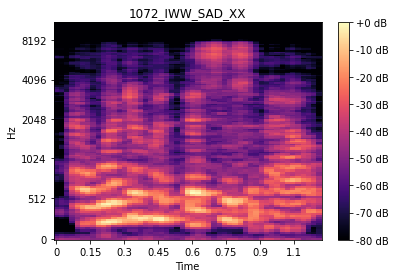 1072_IWW_SAD_XX
8192
4096
2048
1024
512
0
Hz
0 0.15 0.3 0.45 0.6 0.75 0.9 1.1
Time
+0 dB
-10 dB
-20 dB
-30 dB
-40 dB
-50 dB
-60 dB
-70 dB
-80 dB